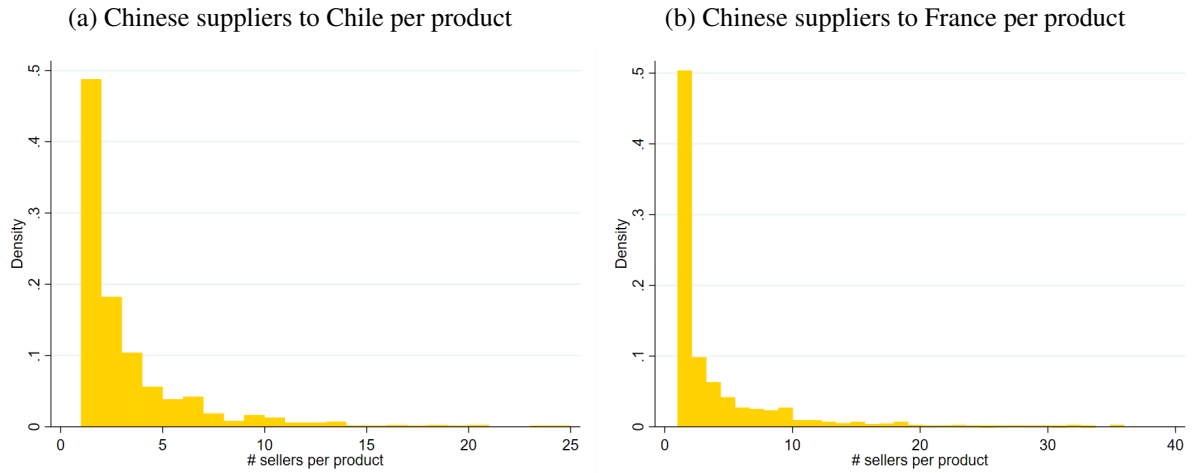 (a) Chinese suppliers to Chile per product
.5
.4
.3
.2
.1
0
Density
0 5 10 15 20 25
# sellers per product
(b) Chinese suppliers to France per product
.5
.4
.3
.2
.1
0
Density
0 10 20 30 40
# sellers per product